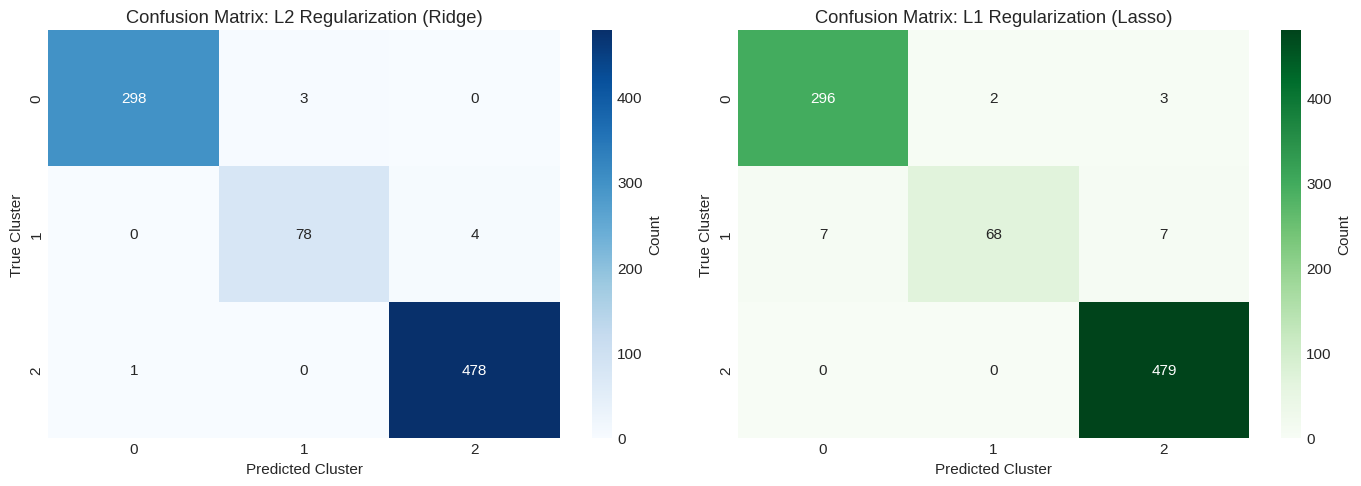 Confusion Matrix: L2 Regularization (Ridge)
298 3 0
0 78 4
1 0 478
0
1
2
True Cluster
0 1 2
Predicted Cluster
400
300
200
100
0
Count
Confusion Matrix: L1 Regularization (Lasso)
296 2 3
7 68 7
0 0 479
0
1
2
True Cluster
0 1 2
Predicted Cluster
400
300
200
100
0
Count